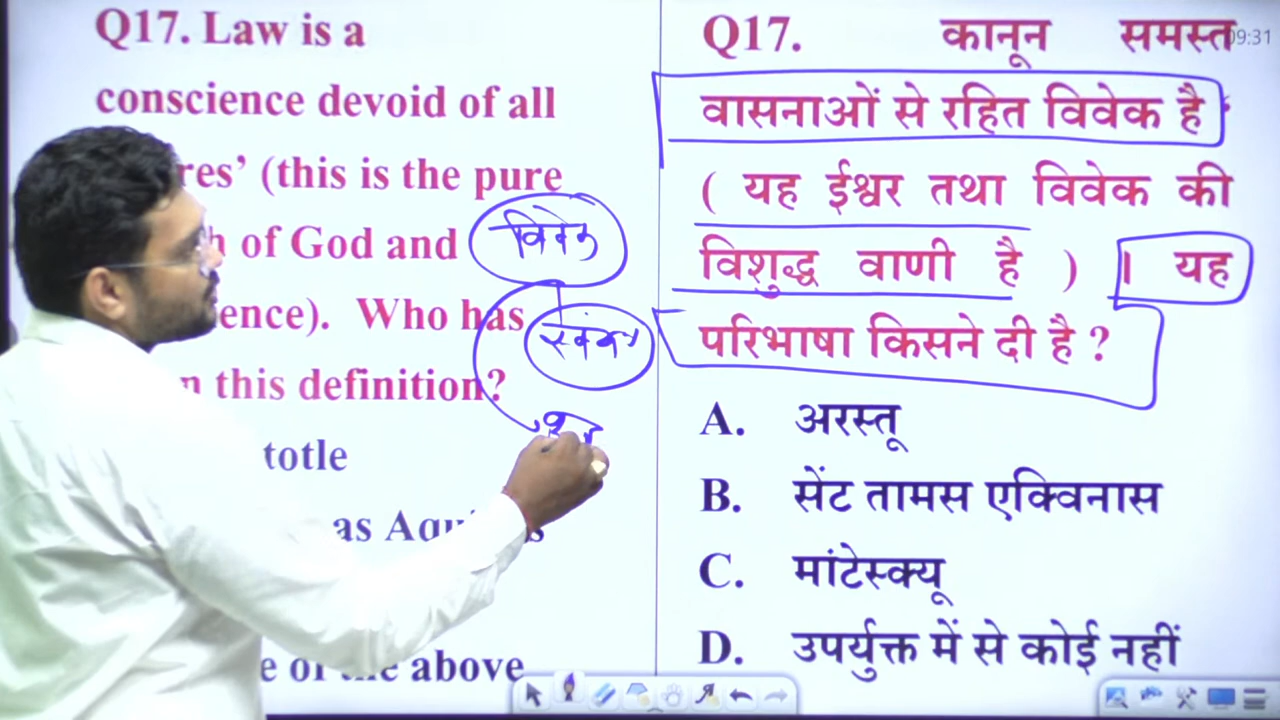 Q17. Law is a
conscience devoid of all
res’ (this is the pure
of God and
ence). Who has
this definition?
totle
as
e of the above
विवेक
Q17. कानून समस्त
वासनाओं से रहित विवेक है
( यह ईश्वर तथा विवेक की
विशुद्ध वाणी है ) । यह
परिभाषा किसने दी है ?
A. अरस्तू
B. सेंट तामस एक्विनास
C. मांटेस्क्यू
D. उपर्युक्त में से कोई नहीं
09:31